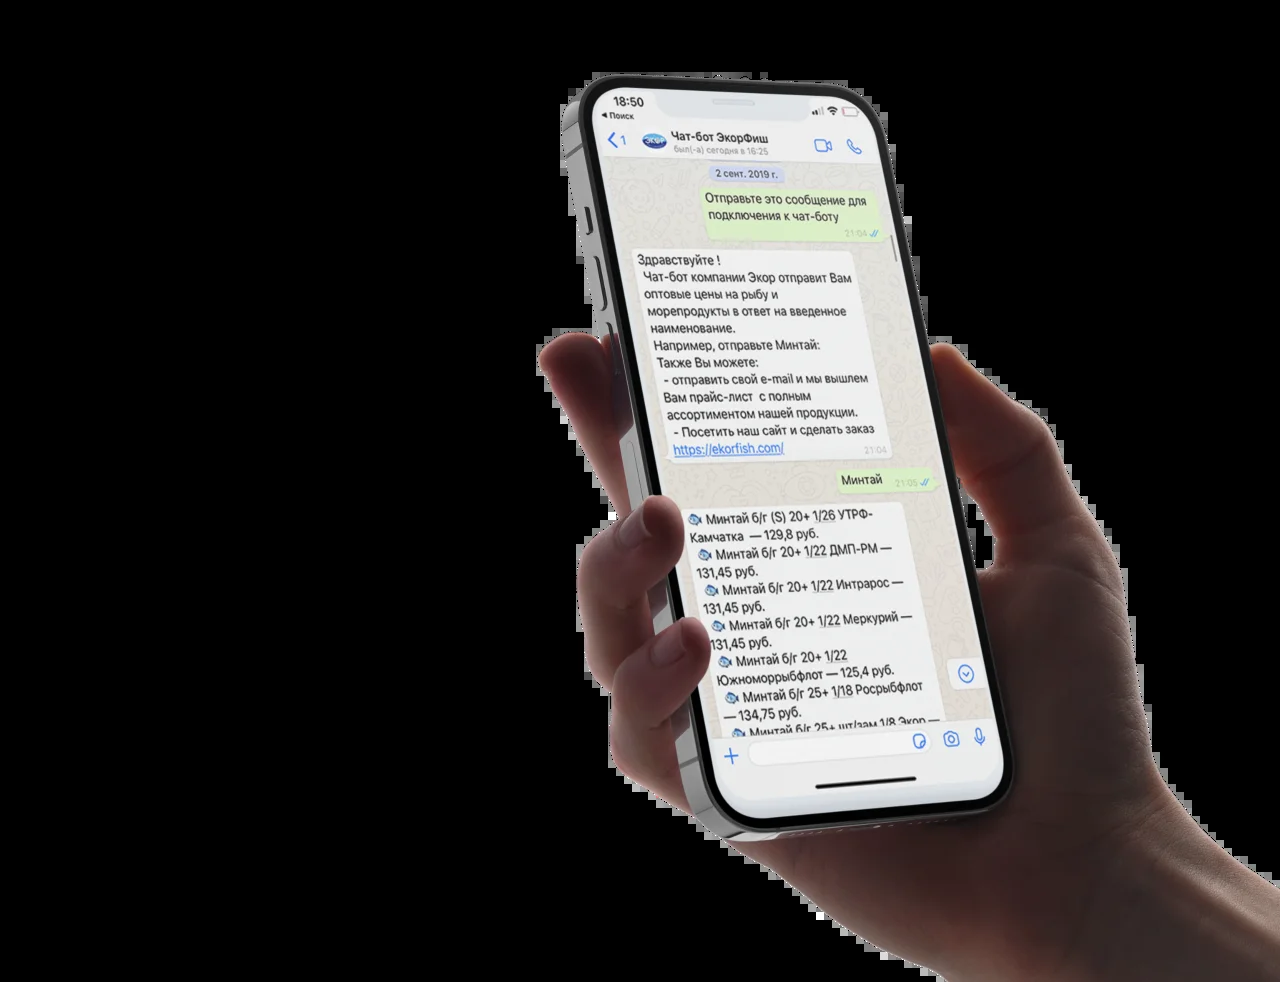 18:50
Поиск
1
ЭКОР
Чат-бот ЭкорФиш
был(-а) сегодня в 16:25
2 сент. 2019 г.
Отправьте это сообщение для
подключения к чат-боту
21:04
Здравствуйте !
Чат-бот компании Экор отправит Вам
оптовые цены на рыбу и
морепродукты в ответ на введенное
наименование.
Например, отправьте Минтай:
Также Вы можете:
- отправить свой e-mail и мы вышлем
Вам прайс-лист с полным
ассортиментом нашей продукции.
- Посетить наш сайт и сделать заказ
https://ekorfish.com/
21:04
Минтай 21:05
Минтай б/г (S) 20+ 1/26 УТРФ-
Камчатка — 129,8 руб.
Минтай б/г 20+ 1/22 ДМП-РМ —
131,45 руб.
Минтай б/г 20+ 1/22 Интрарос —
131,45 руб.
Минтай б/г 20+ 1/22 Меркурий —
131,45 руб.
Минтай б/г 20+ 1/22
Южноморрыбфлот — 125,4 руб.
Минтай б/г 25+ 1/18 Росрыбфлот
— 134,75 руб.
Минтай б/г 25+ шт/зам 1/8 Экор —